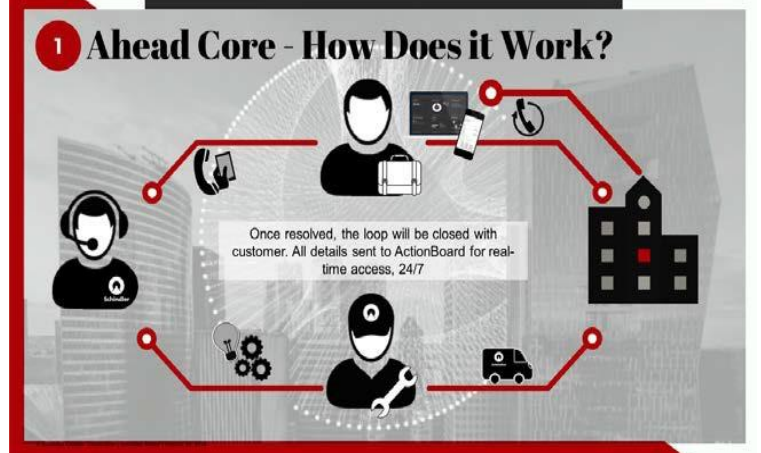 1 Ahead Core - How Does it Work?
Once resolved, the loop will be closed with
customer. All details sent to ActionBoard for real-
time access, 24/7
Schindler